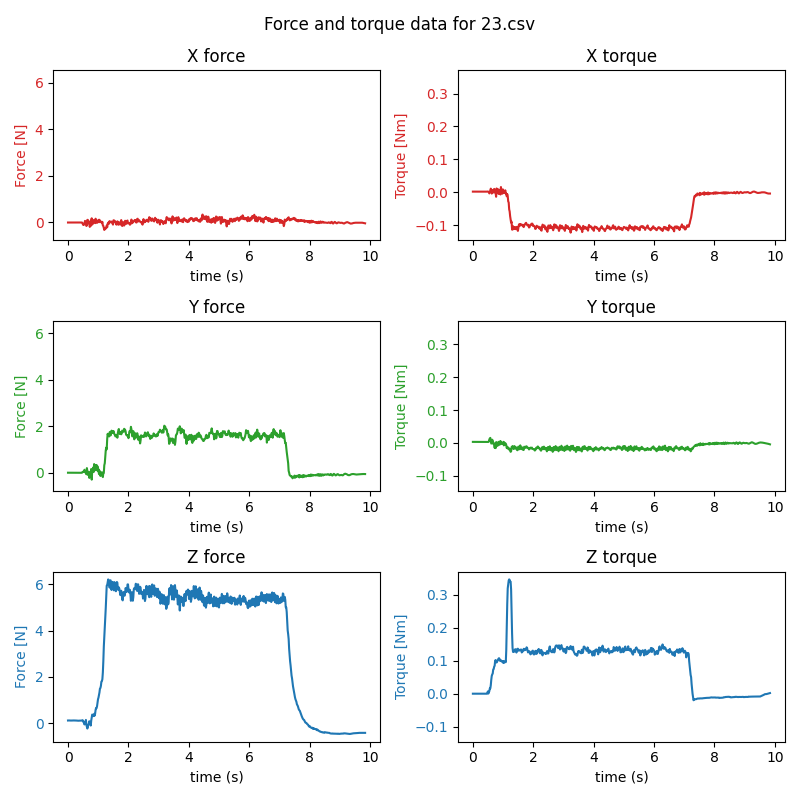 Force and torque data for 23.csv
X force
Force [N]
6
4
2
0
0 2 4 6 8 10
time (s)
X torque
Torque [Nm]
0.3
0.2
0.1
0.0
−0.1
0 2 4 6 8 10
time (s)
Y force
Force [N]
6
4
2
0
0 2 4 6 8 10
time (s)
Y torque
Torque [Nm]
0.3
0.2
0.1
0.0
−0.1
0 2 4 6 8 10
time (s)
Z force
Force [N]
6
4
2
0
0 2 4 6 8 10
time (s)
Z torque
Torque [Nm]
0.3
0.2
0.1
0.0
−0.1
0 2 4 6 8 10
time (s)